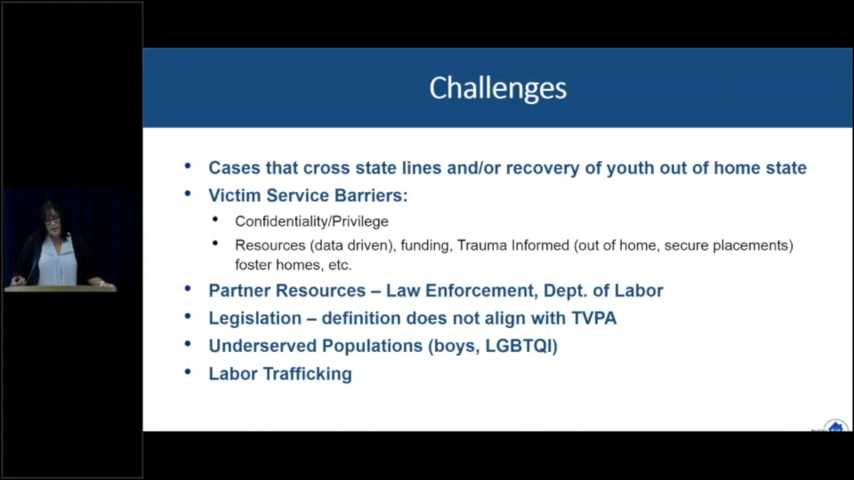 Challenges
• Cases that cross state lines and/or recovery of youth out of home state
• Victim Service Barriers:
• Confidentiality/Privilege
• Resources (data driven), funding, Trauma Informed (out of home, secure placements)
foster homes, etc.
• Partner Resources – Law Enforcement, Dept. of Labor
• Legislation – definition does not align with TVPA
• Underserved Populations (boys, LGBTQI)
• Labor Trafficking